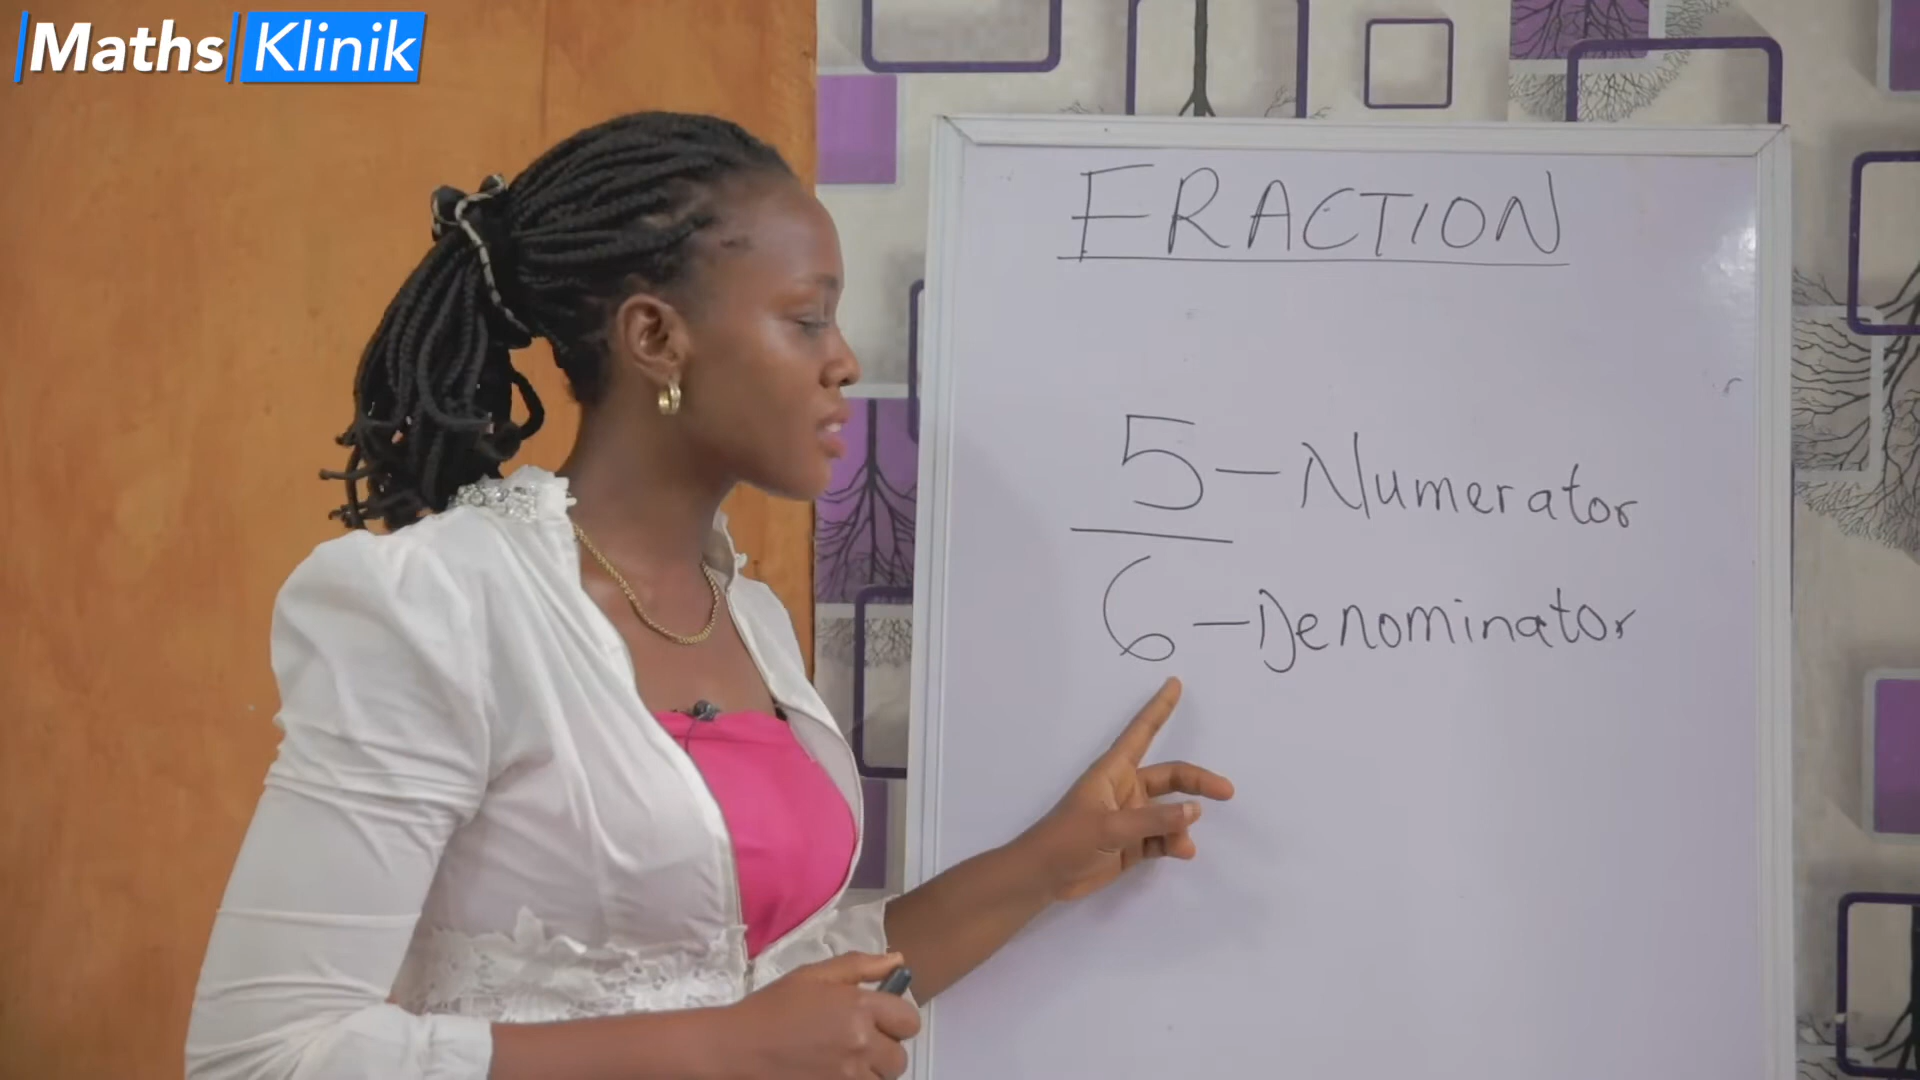 Maths Klinik
FRACTION
5 - Numerator
6 - Denominator